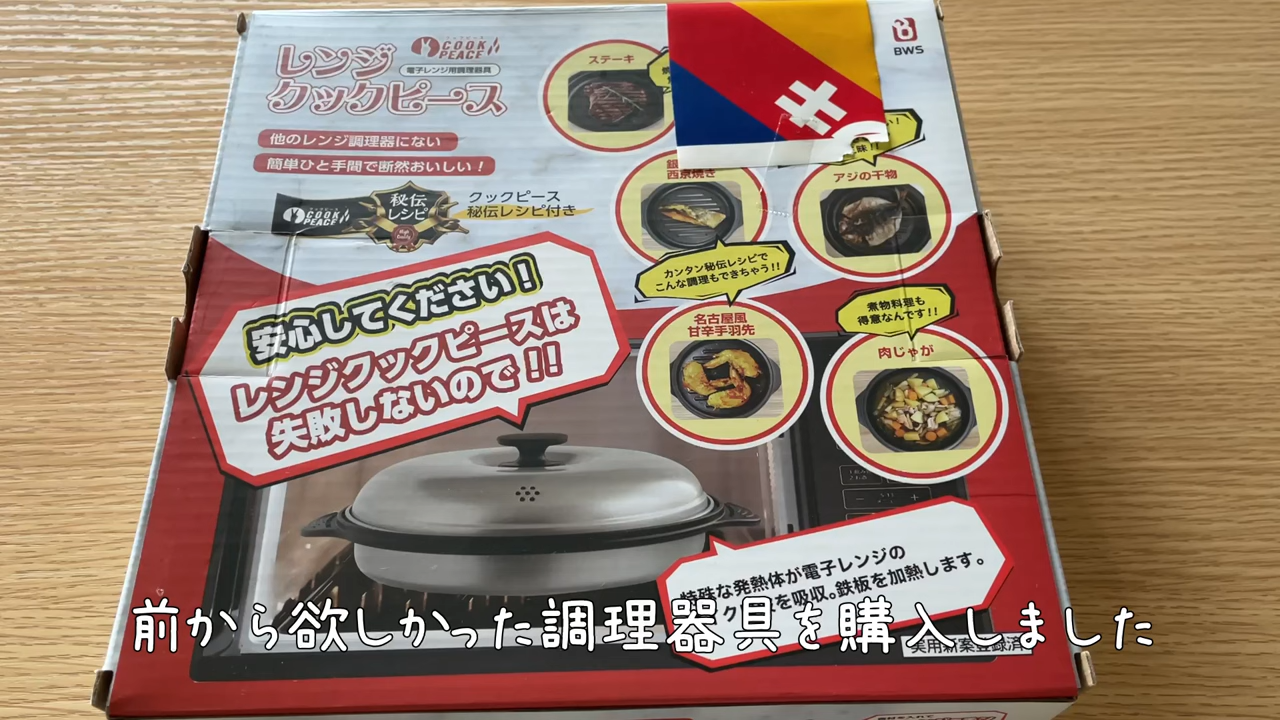 レンジ
クックピース
COOK PEACE
電子レンジ用調理器具
他のレンジ調理器にない
簡単ひと手間で断然おいしい！
COOK PEACE
秘伝
レシピ
クックピース
秘伝レシピ付き
BWS
ステーキ
西京焼き
アジの干物
安心してください！
レンジクックピースは
失敗しないので!!
カンタン秘伝レシピで
こんな調理もできちゃう!!
名古屋風
甘辛手羽先
煮物料理も
得意なんです!!
肉じゃが
特殊な発熱体が電子レンジの
を吸収。鉄板を加熱します。
実用新案登録済
前から欲しかった調理器具を購入しました